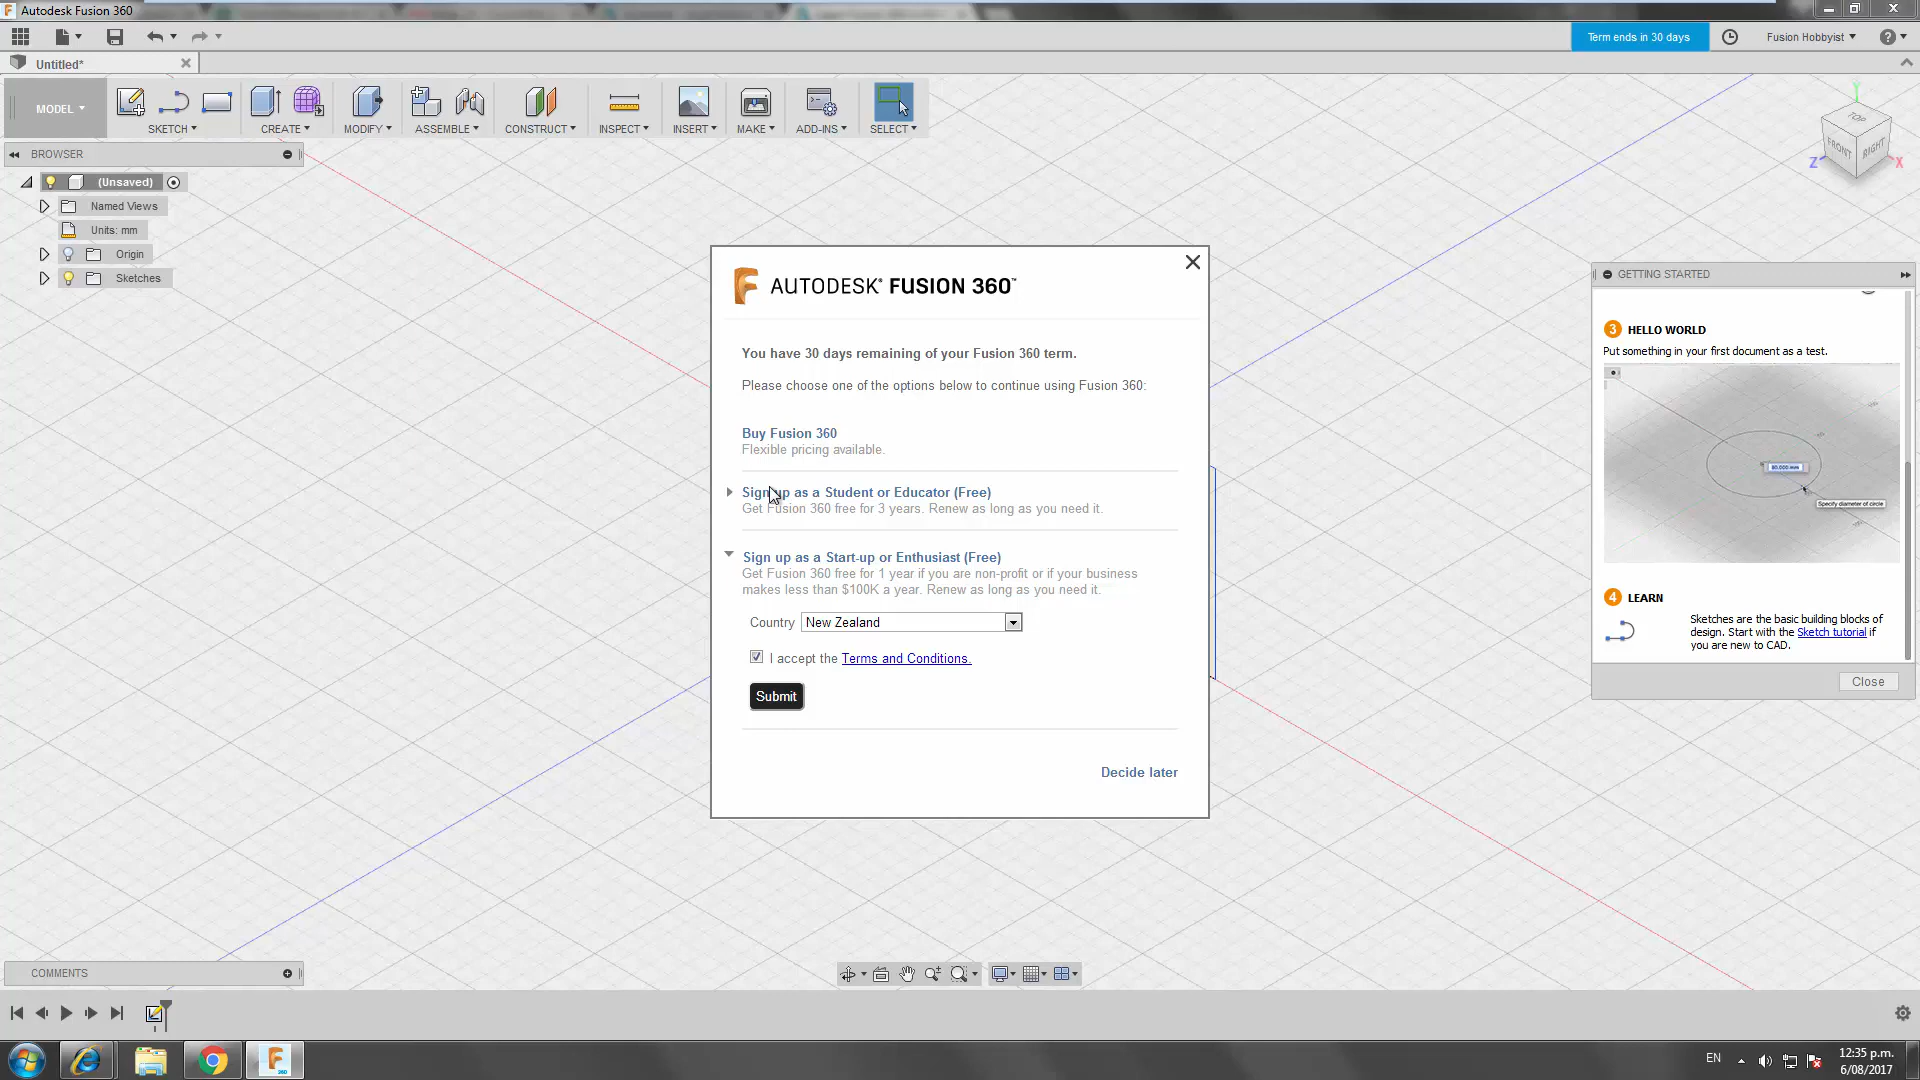 Autodesk Fusion 360
Term ends in 30 days
Fusion Hobbyist
Untitled*
MODEL
SKETCH
CREATE
MODIFY
ASSEMBLE
CONSTRUCT
INSPECT
INSERT
MAKE
ADD-INS
SELECT
TOP
FRONT
RIGHT
Y
Z
X
BROWSER
(Unsaved)
Named Views
Units: mm
Origin
Sketches
AUTODESK® FUSION 360™
You have 30 days remaining of your Fusion 360 term.
Please choose one of the options below to continue using Fusion 360:
Buy Fusion 360
Flexible pricing available.
Sign up as a Student or Educator (Free)
Get Fusion 360 free for 3 years. Renew as long as you need it.
Sign up as a Start-up or Enthusiast (Free)
Get Fusion 360 free for 1 year if you are non-profit or if your business
makes less than $100K a year. Renew as long as you need it.
Country New Zealand
I accept the Terms and Conditions.
Submit
Decide later
GETTING STARTED
3 HELLO WORLD
Put something in your first document as a test.
Specify diameter of circle
4 LEARN
Sketches are the basic building blocks of
design. Start with the Sketch tutorial if
you are new to CAD.
Close
COMMENTS
EN
12:35 p.m.
6/08/2017